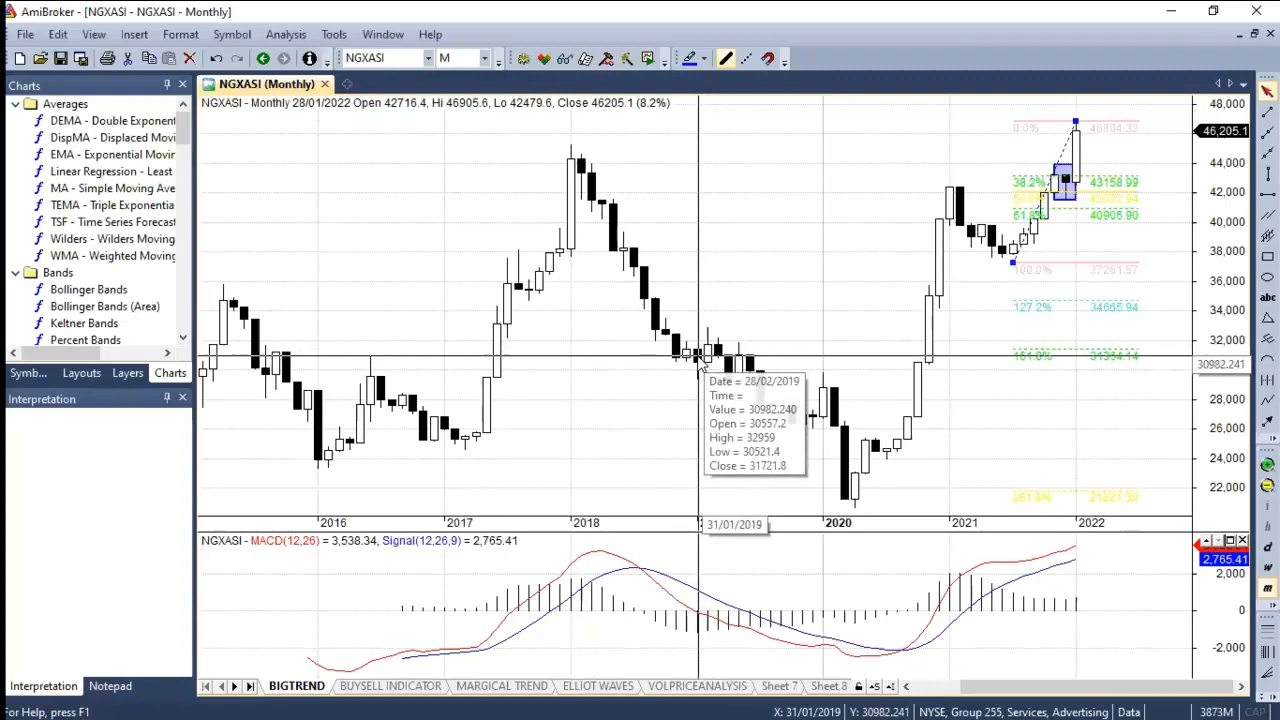 AmiBroker - [NGXASI - NGXASI - Monthly]
File Edit View Insert Format Symbol Analysis Tools Window Help
NGXASI M
Charts
NGXASI (Monthly)
Averages
DEMA - Double Exponent
DispMA - Displaced Movi
EMA - Exponential Movin
Linear Regression - Least
MA - Simple Moving Ave
TEMA - Triple Exponentia
TSF - Time Series Forecast
Wilders - Wilders Moving
WMA - Weighted Moving
Bands
Bollinger Bands
Bollinger Bands (Area)
Keltner Bands
Percent Bands
Symb... Layouts Layers Charts
Interpretation
Interpretation Notepad
NGXASI - Monthly 28/01/2022 Open 42716.4, Hi 46905.6, Lo 42479.6, Close 46205.1 (8.2%)
48,000
0.0% 46804.32
46,205.1
44,000
38.2% 43158.99
42,000
61.8% 40906.90
40,000
38,000
100.0% 37261.57
36,000
127.2% 34665.94
34,000
32,000
161.8% 31364.14
30982.241
28,000
26,000
24,000
22,000
Date = 28/02/2019
Time =
Value = 30982.240
Open = 30557.2
High = 32959
Low = 30521.4
Close = 31721.8
2016 2017 2018 31/01/2019 2020 2021 2022
NGXASI - MACD(12,26) = 3,538.34, Signal(12,26,9) = 2,765.41
2,765.41
2,000
0
-2,000
abc
i
d
w
m
BIGTREND BUYSELL INDICATOR MARGICAL TREND ELLIOT WAVES VOLPRICEANALYSIS Sheet 7 Sheet 8
For Help, press F1
X: 31/01/2019 Y: 30982.241 NYSE, Group 255, Services, Advertising Data 3873M CAP